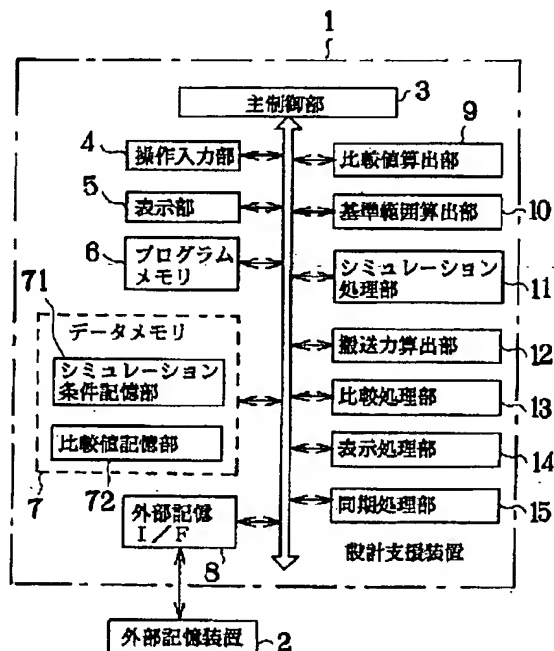 1
主制御部
3
4
操作入力部
9
比較値算出部
5
表示部
基準範囲算出部
10
6
プログラム
メモリ
シミュレーション
処理部
11
71
データメモリ
シミュレーション
条件記憶部
搬送力算出部
12
比較処理部
13
比較値記憶部
72
7
表示処理部
14
外部記憶
I/F
8
同期処理部
15
設計支援装置
外部記憶装置
2